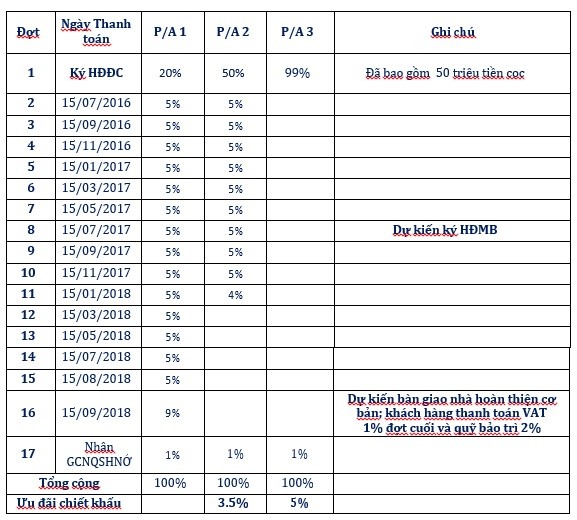 Đợt Ngày Thanh toán P/A 1 P/A 2 P/A 3 Ghi chú
1 Ký HĐĐC 20% 50% 99% Đã bao gồm 50 triệu tiền cọc
2 15/07/2016 5% 5%
3 15/09/2016 5% 5%
4 15/11/2016 5% 5%
5 15/01/2017 5% 5%
6 15/03/2017 5% 5%
7 15/05/2017 5% 5%
8 15/07/2017 5% 5% Dự kiến ký HĐMB
9 15/09/2017 5% 5%
10 15/11/2017 5% 5%
11 15/01/2018 5% 4%
12 15/03/2018 5%
13 15/05/2018 5%
14 15/07/2018 5%
15 15/08/2018 5%
16 15/09/2018 9% Dự kiến bàn giao nhà hoàn thiện cơ bản; khách hàng thanh toán VAT 1% đợt cuối và quỹ bảo trì 2%
17 Nhận GCNQSHNỞ 1% 1% 1%
Tổng cộng 100% 100% 100%
Ưu đãi chiết khấu 3.5% 5%